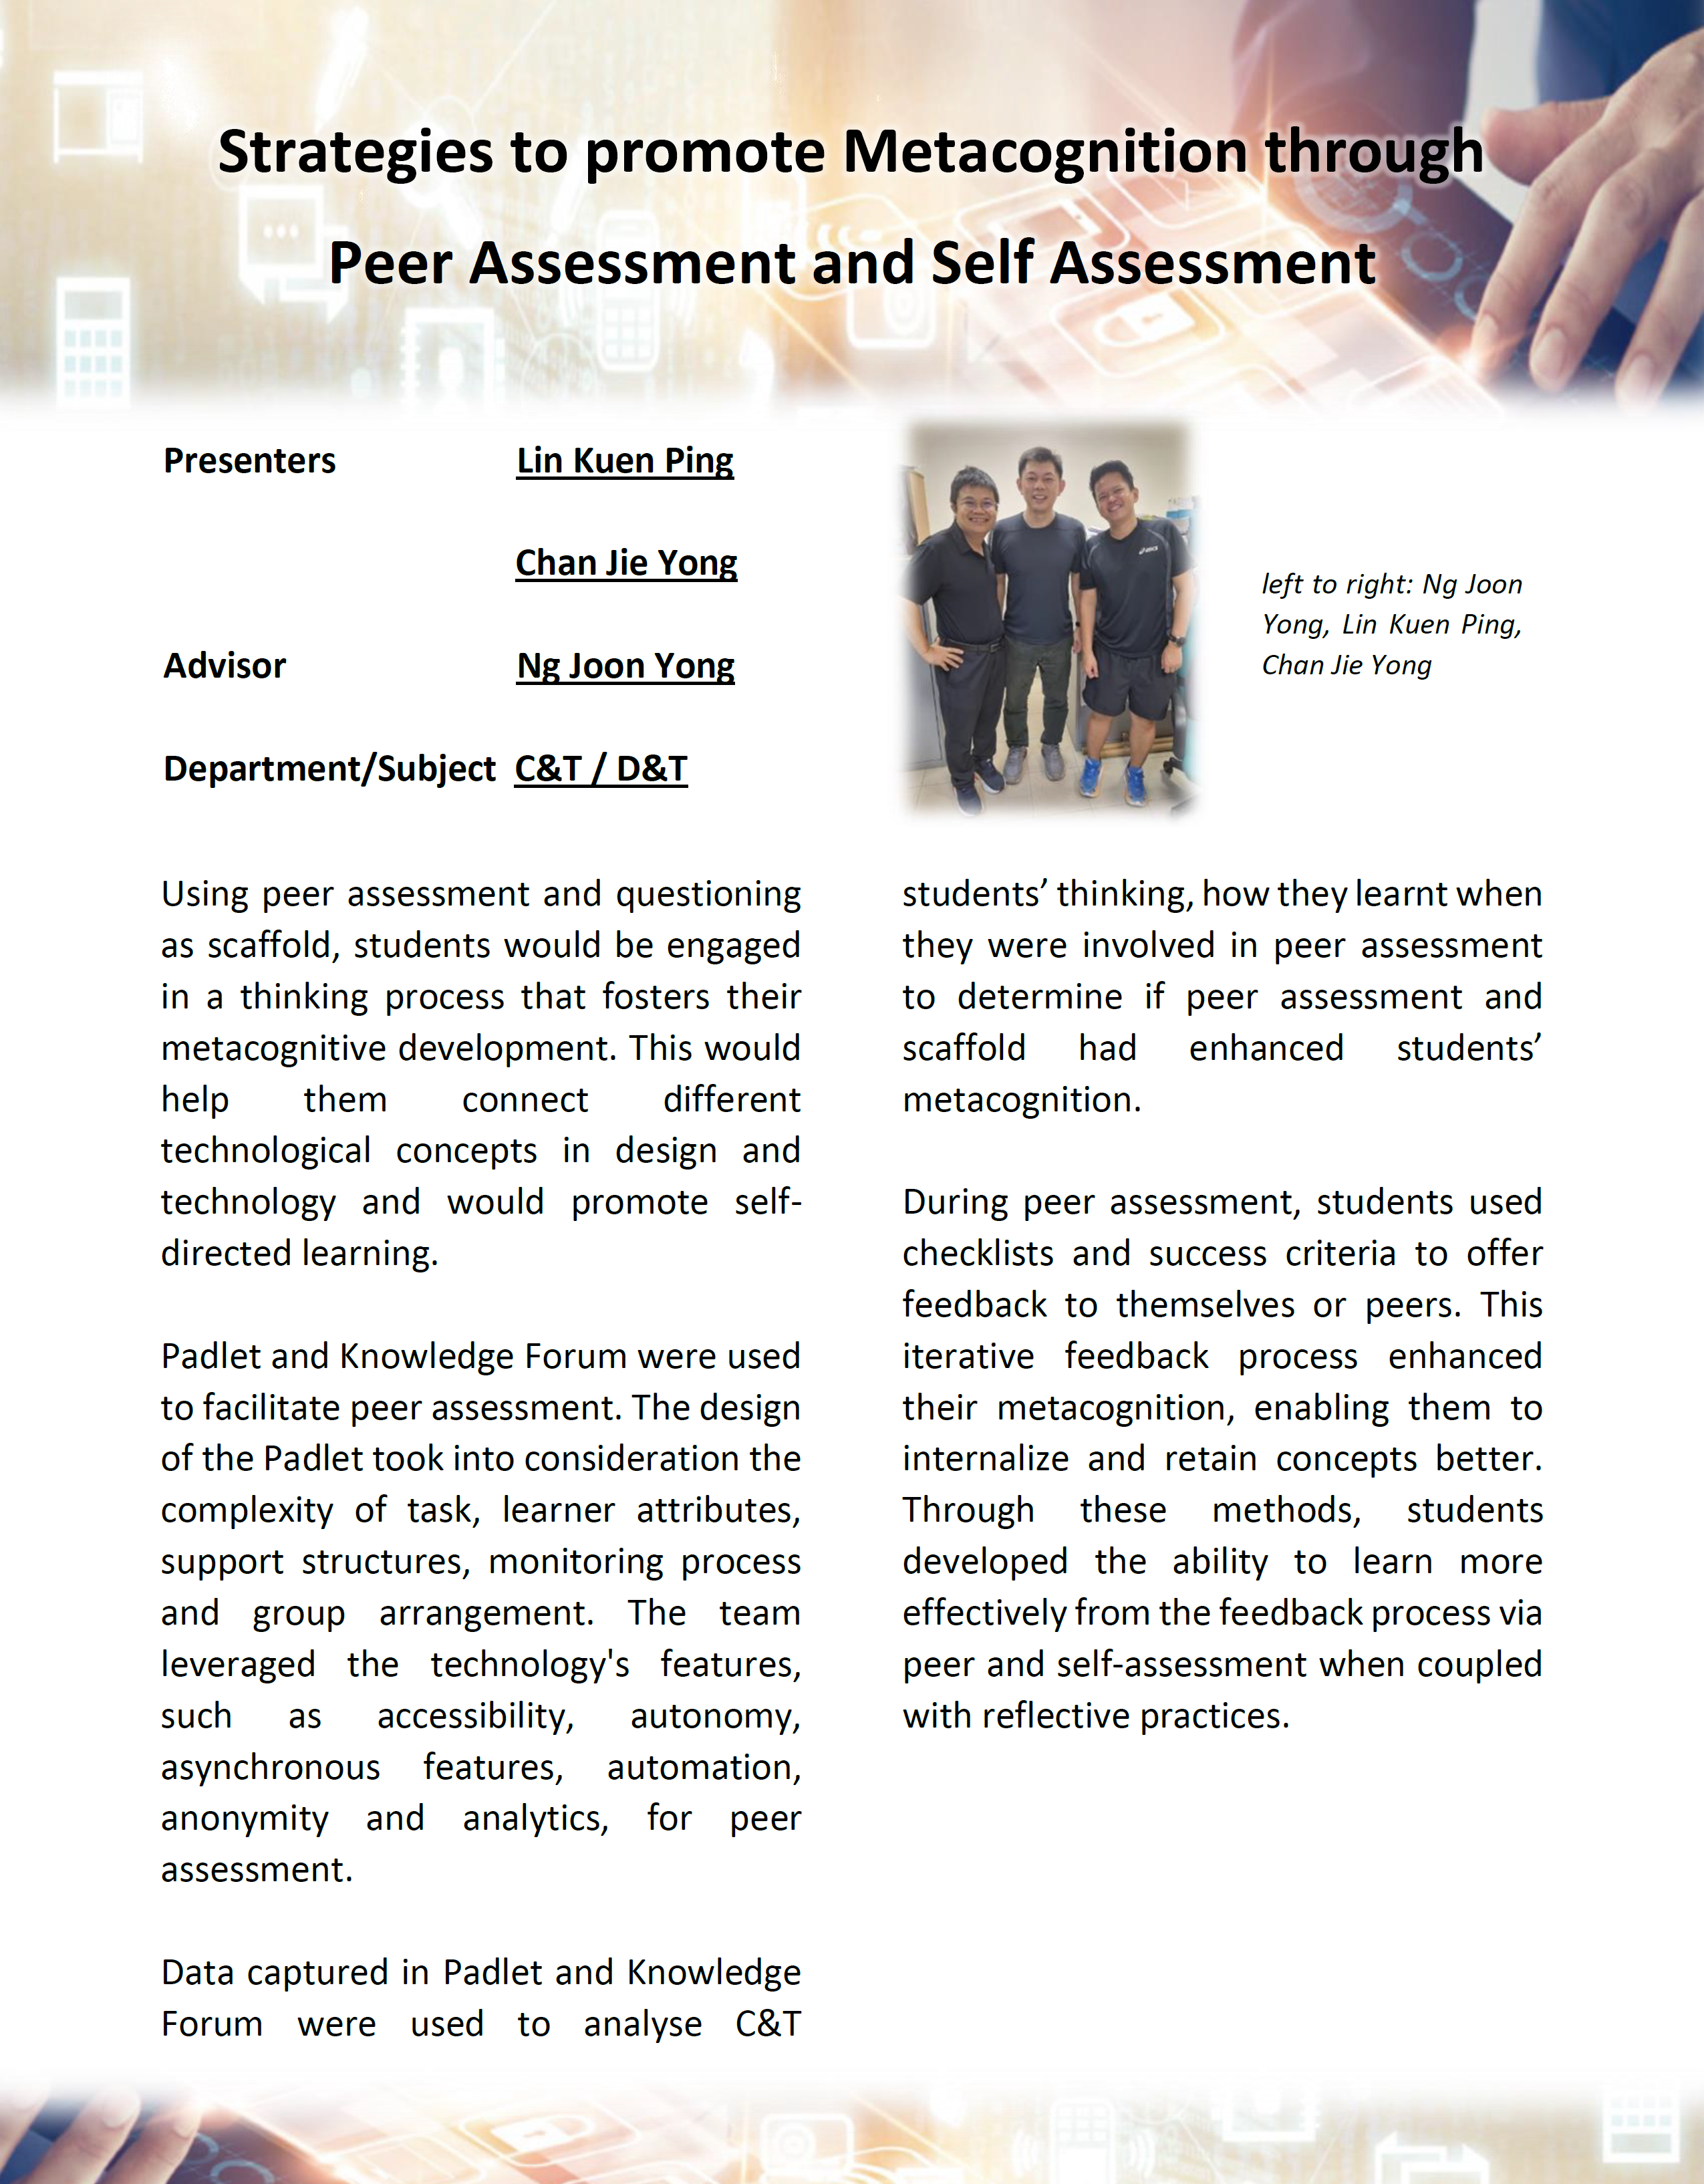 Strategies to promote Metacognition through
Peer Assessment and Self Assessment
Presenters Lin Kuen Ping
Chan Jie Yong
Advisor Ng Joon Yong
Department/Subject C&T / D&T
asics
left to right: Ng Joon
Yong, Lin Kuen Ping,
Chan Jie Yong
Using peer assessment and questioning
as scaffold, students would be engaged
in a thinking process that fosters their
metacognitive development. This would
help them connect different
technological concepts in design and
technology and would promote self-
directed learning.
Padlet and Knowledge Forum were used
to facilitate peer assessment. The design
of the Padlet took into consideration the
complexity of task, learner attributes,
support structures, monitoring process
and group arrangement. The team
leveraged the technology's features,
such as accessibility, autonomy,
asynchronous features, automation,
anonymity and analytics, for peer
assessment.
Data captured in Padlet and Knowledge
Forum were used to analyse C&T
students’ thinking, how they learnt when
they were involved in peer assessment
to determine if peer assessment and
scaffold had enhanced students’
metacognition.
During peer assessment, students used
checklists and success criteria to offer
feedback to themselves or peers. This
iterative feedback process enhanced
their metacognition, enabling them to
internalize and retain concepts better.
Through these methods, students
developed the ability to learn more
effectively from the feedback process via
peer and self-assessment when coupled
with reflective practices.